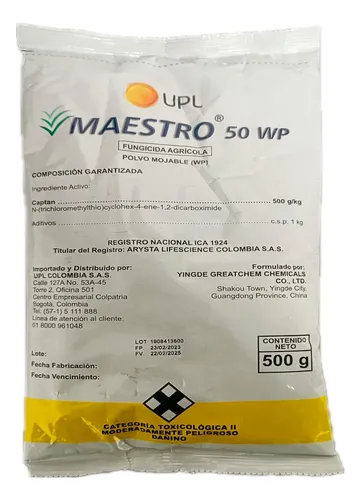 UPL
MAESTRO® 50 WP
FUNGICIDA AGRÍCOLA
POLVO MOJABLE (WP)
COMPOSICIÓN GARANTIZADA
Ingrediente Activo:
Captan 500 g/kg
N-(trichloromethylthio)cyclohex-4-ene-1,2-dicarboximide
Aditivos c.s.p. 1 kg
REGISTRO NACIONAL ICA 1924
Titular del Registro: ARYSTA LIFESCIENCE COLOMBIA S.A.S.
Importado y Distribuido por:
UPL COLOMBIA S.A.S.
Calle 127A No. 53A-45
Torre 2, Oficina 501
Centro Empresarial Colpatria
Bogotá, Colombia
Tel: (57-1) 5 111 888
Linea de atención al cliente:
01 8000 961048
Formulado por:
YINGDE GREATCHEM CHEMICALS
CO., LTD.
Shakou Town, Yingde City,
Guangdong Province, China
LOT 1908413800
FP. 23/02/2023
FV 22/02/2025
Lote:
Fecha Fabricación:
Fecha Vencimiento:
CONTENIDO
NETO
500 g
CATEGORÍA TOXICOLÓGICA II
MODERADAMENTE PELIGROSO
DAÑINO